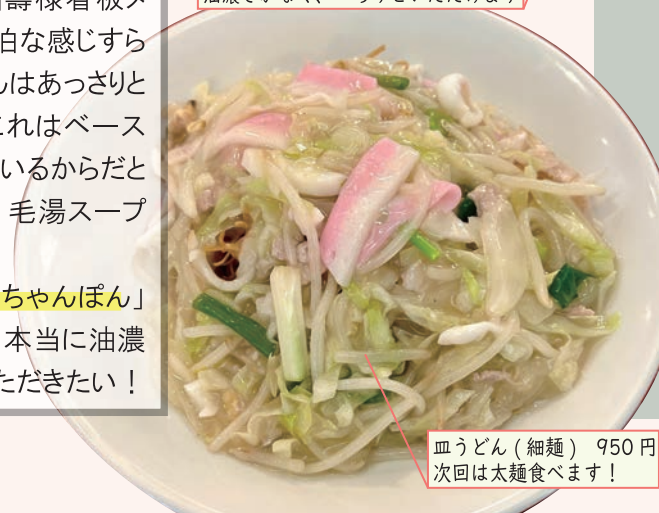 泊な感じすら
んはあっさりと
これはベース
いるからだと
毛湯スープ
ちゃんぽん」
本当に油濃
ただきたい！
皿うどん(細麺) 950円
次回は太麺食べます！